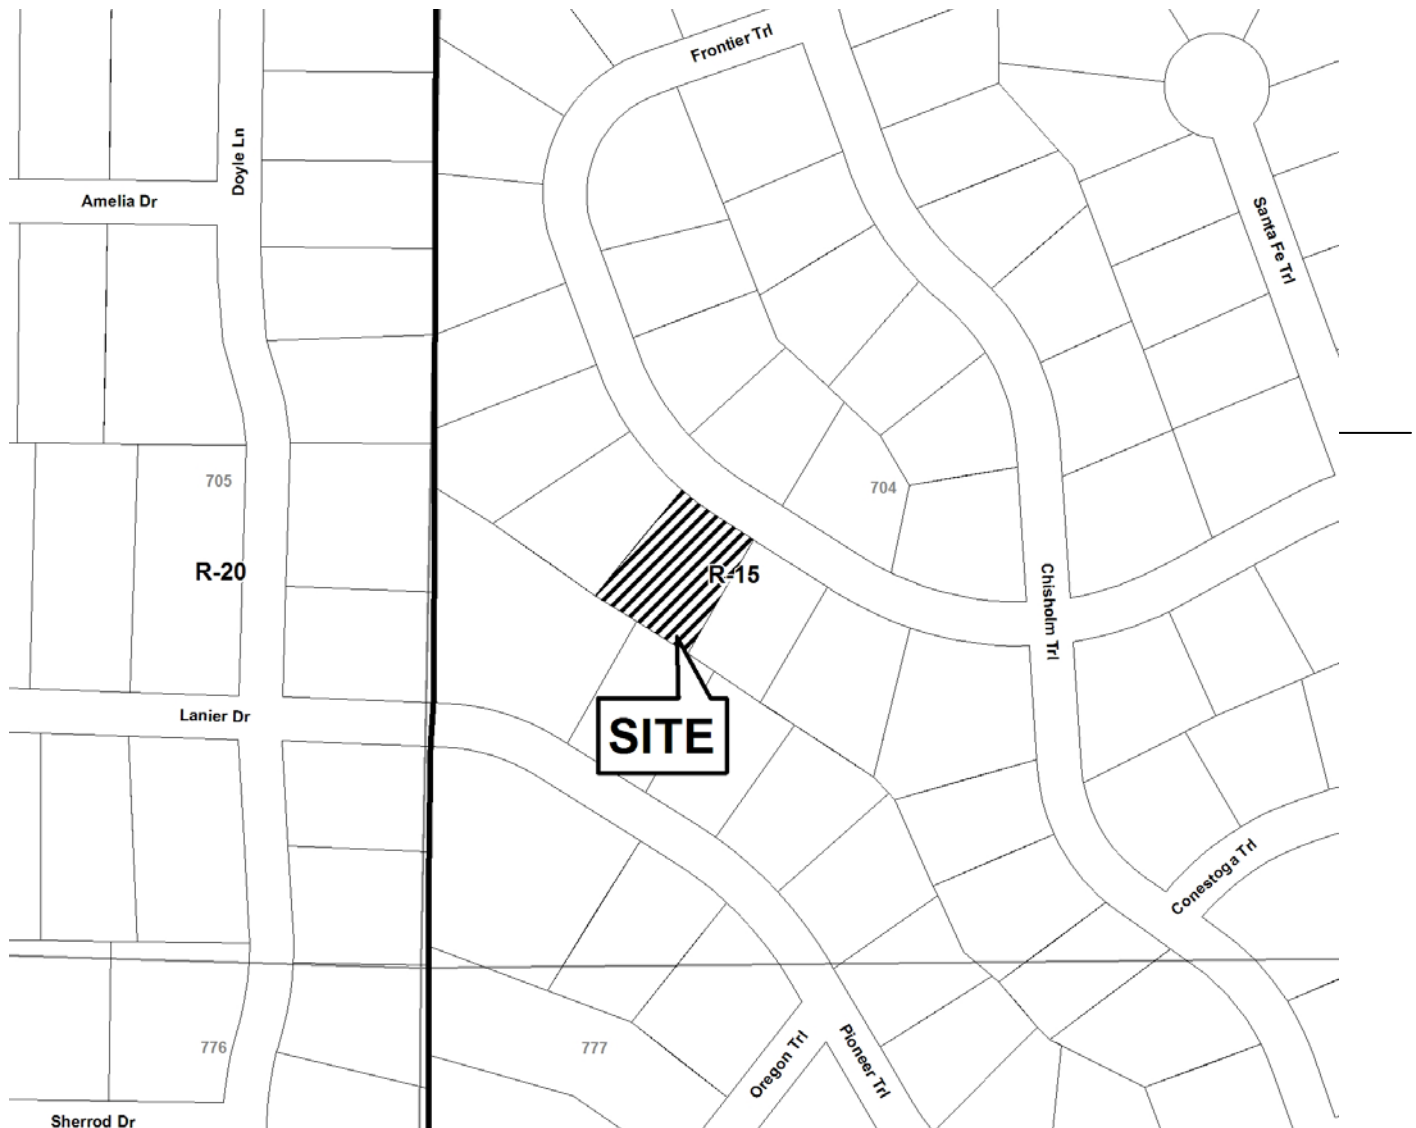 Frontier Trl
Doyle Ln
Amelia Dr
Santa Fe Trl
705
704
R-20
R-15
Chisholm Trl
Lanier Dr
SITE
Conestoga Trl
776
777
Oregon Trl
Pioneer Trl
Sherrod Dr